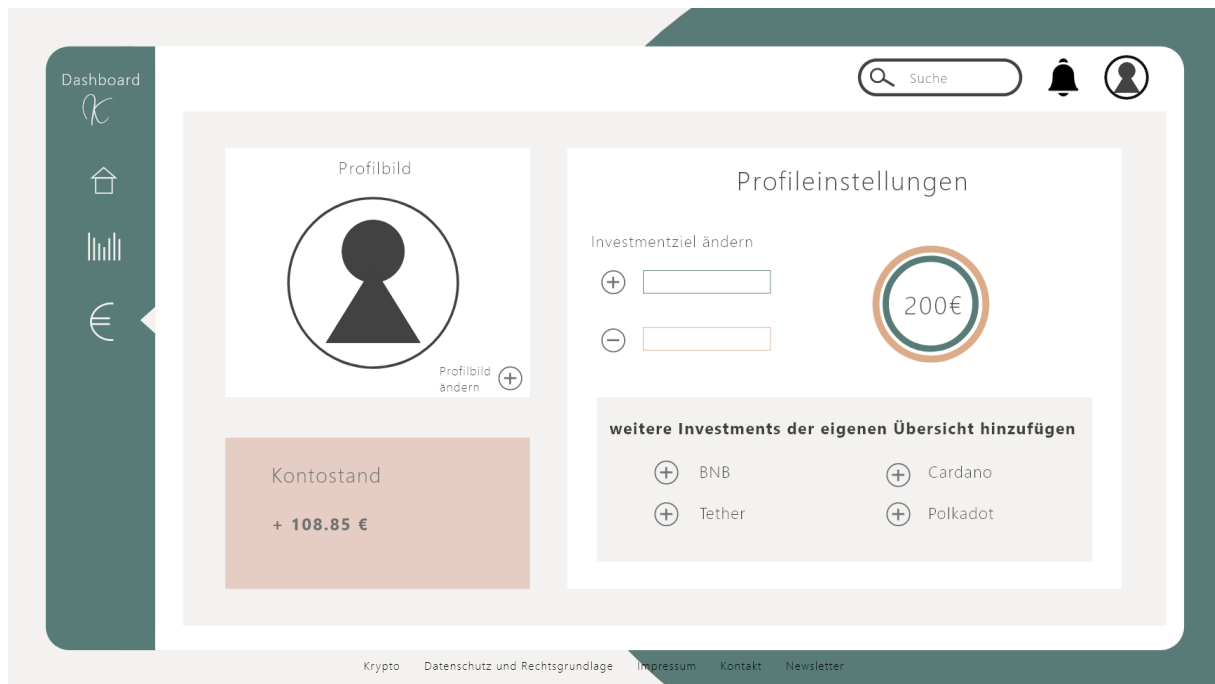 Dashboard
K
Suche
Profilbild
Profilbild
ändern
Kontostand
+ 108.85 €
Profileinstellungen
Investmentziel ändern
200€
weitere Investments der eigenen Übersicht hinzufügen
BNB
Cardano
Tether
Polkadot
Krypto Datenschutz und Rechtsgrundlage Impressum Kontakt Newsletter